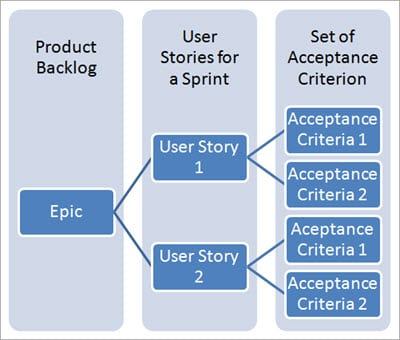 Product
Backlog
User
Stories for
a Sprint
Set of
Acceptance
Criterion
Epic
User Story
1
User Story
2
Acceptance
Criteria 1
Acceptance
Criteria 2
Aceptance
Criteria 1
Acceptance
Criteria 2